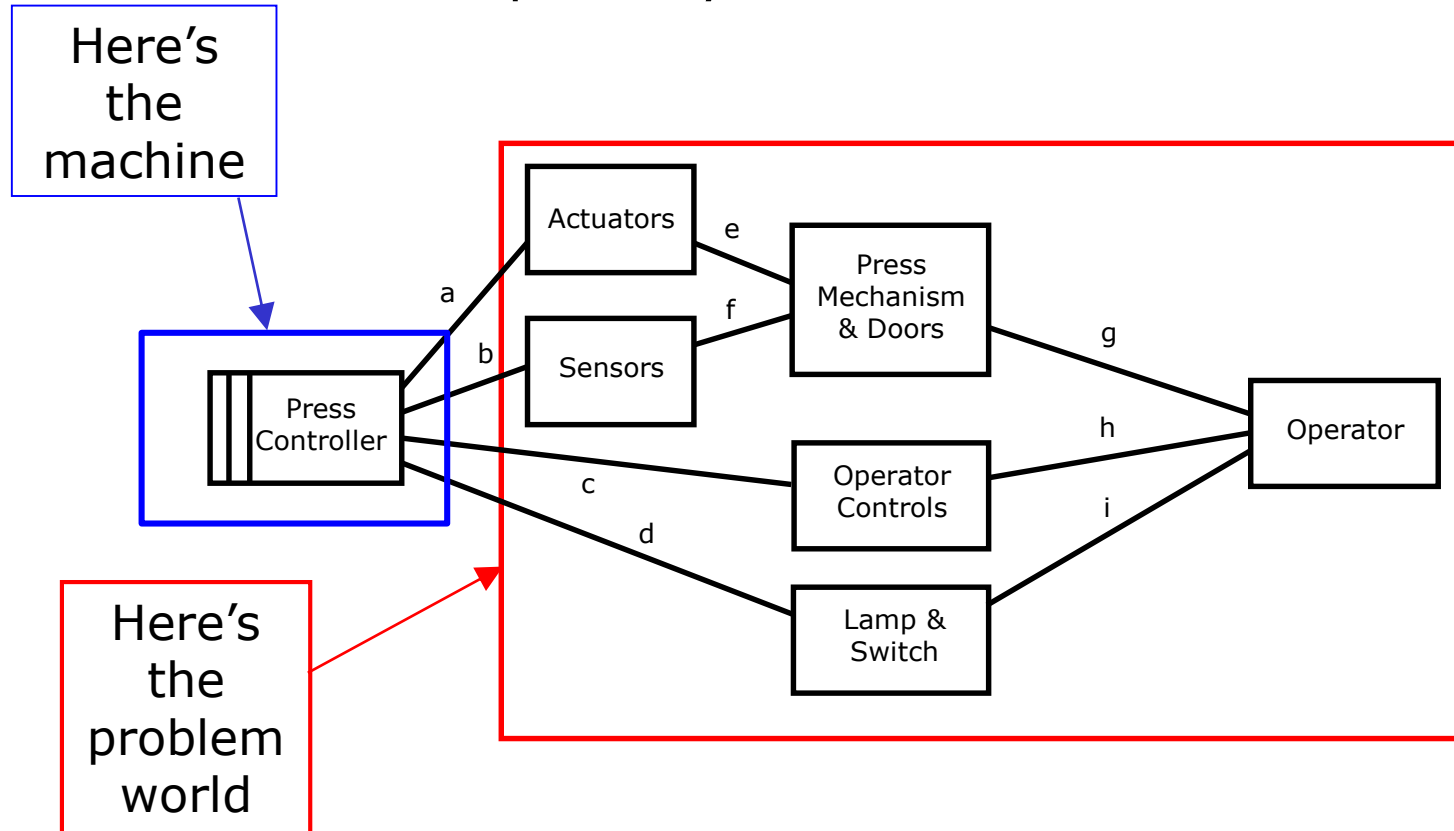 Here's
the
machine
Actuators
e
Press
Mechanism
& Doors
a
f
g
b
Sensors
Press
Controller
Operator
h
Operator
Controls
c
i
d
Lamp &
Switch
Here's
the
problem
world